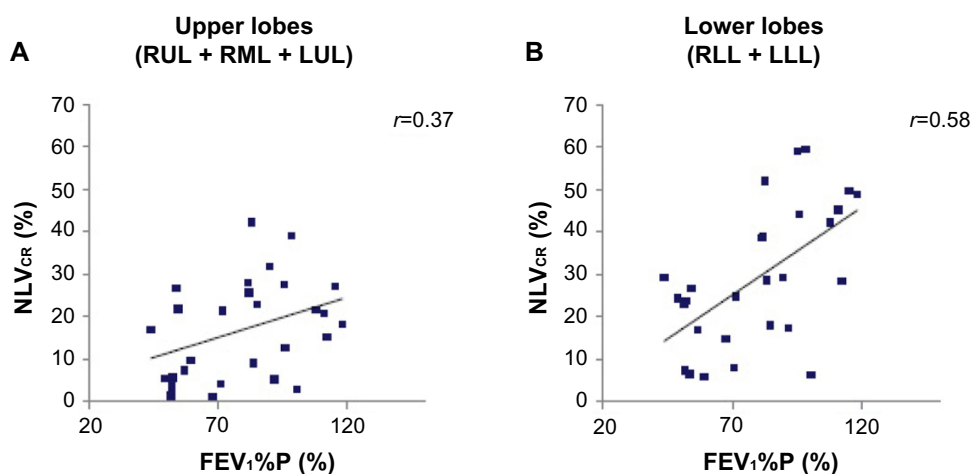 Upper lobes
(RUL + RML + LUL)
A
r=0.37
70
60
50
40
30
20
10
0
NLVCR (%)
20
70
120
FEV1%P (%)
Lower lobes
(RLL + LLL)
B
r=0.58
70
60
50
40
30
20
10
0
NLVCR (%)
20
70
120
FEV1%P (%)